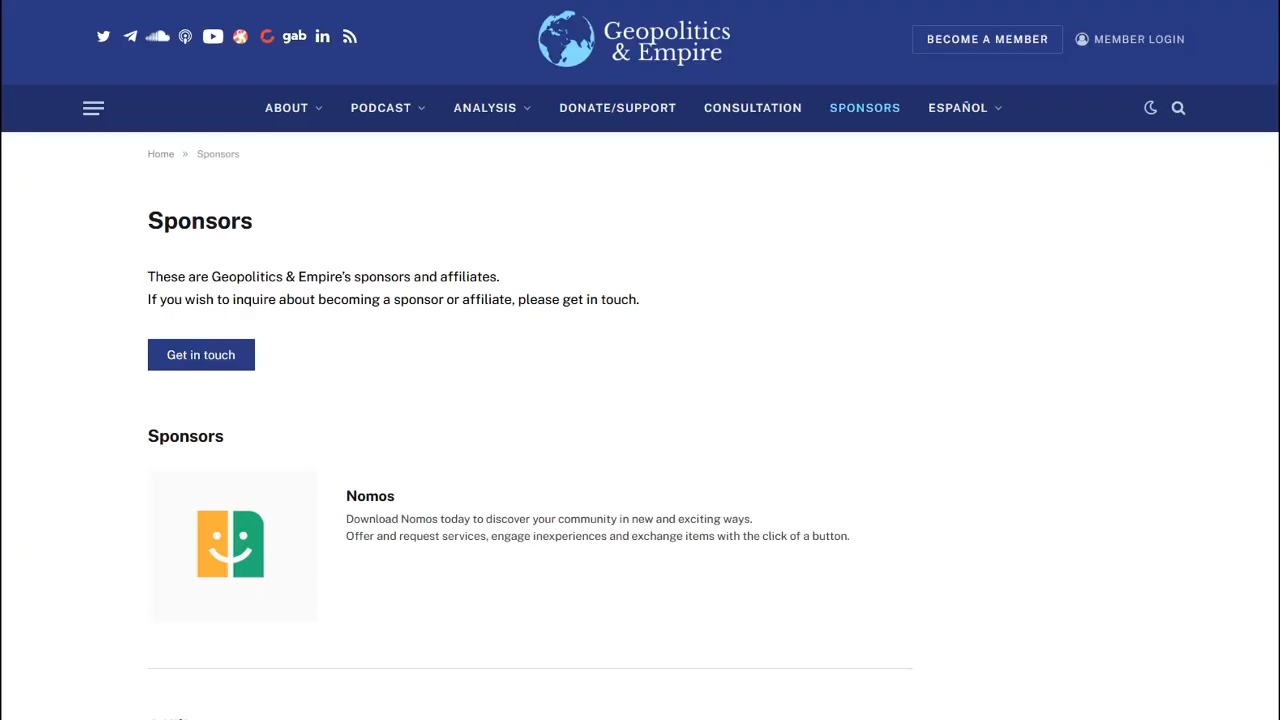 gab
Geopolitics
& Empire
BECOME A MEMBER
MEMBER LOGIN
ABOUT
PODCAST
ANALYSIS
DONATE/SUPPORT
CONSULTATION
SPONSORS
ESPAÑOL
Home » Sponsors
Sponsors
These are Geopolitics & Empire's sponsors and affiliates.
If you wish to inquire about becoming a sponsor or affiliate, please get in touch.
Get in touch
Sponsors
Nomos
Download Nomos today to discover your community in new and exciting ways.
Offer and request services, engage inexperiences and exchange items with the click of a button.